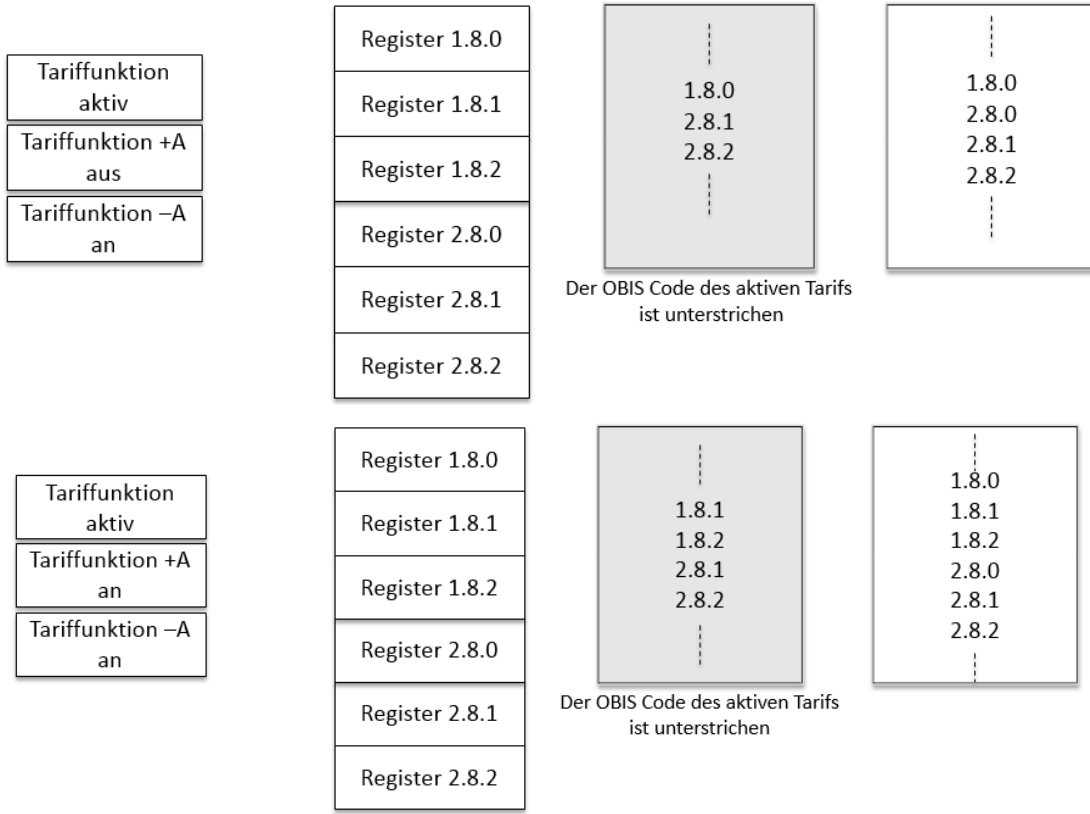 Tariffunktion
aktiv
Tariffunktion +A
aus
Tariffunktion –A
an
Register 1.8.0
Register 1.8.1
Register 1.8.2
Register 2.8.0
Register 2.8.1
Register 2.8.2
1.8.0
2.8.1
2.8.2
Der OBIS Code des aktiven Tarifs
ist unterstrichen
1.8.0
2.8.0
2.8.1
2.8.2
Tariffunktion
aktiv
Tariffunktion +A
an
Tariffunktion –A
an
Register 1.8.0
Register 1.8.1
Register 1.8.2
Register 2.8.0
Register 2.8.1
Register 2.8.2
1.8.1
1.8.2
2.8.1
2.8.2
Der OBIS Code des aktiven Tarifs
ist unterstrichen
1.8.0
1.8.1
1.8.2
2.8.0
2.8.1
2.8.2